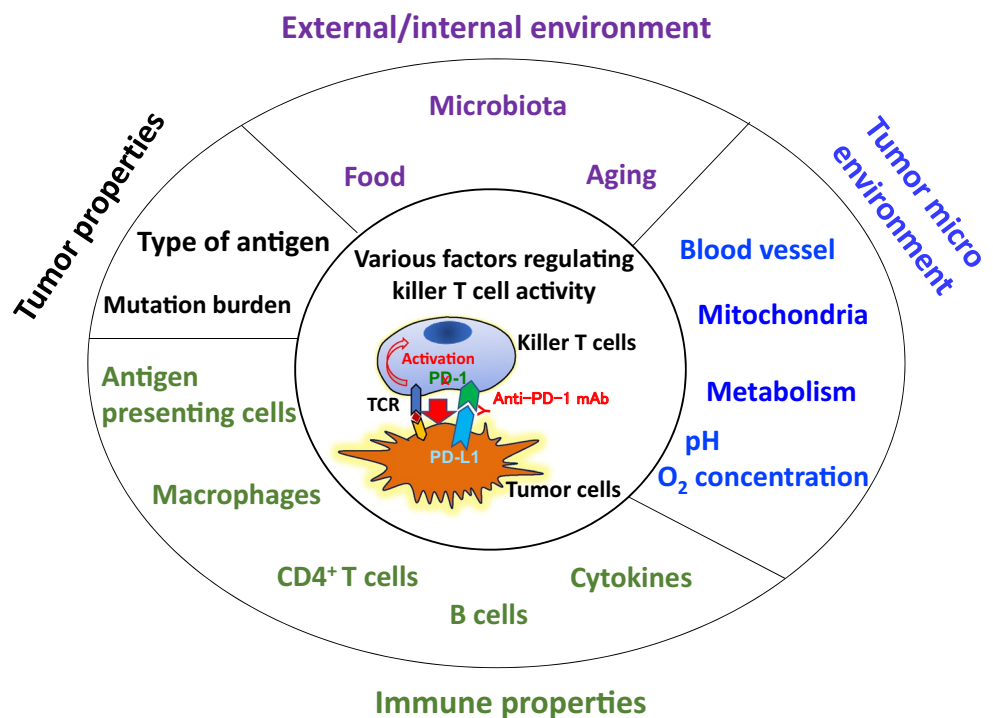 External/internal environment
Microbiota
Food
Aging
Tumor properties
Type of antigen
Mutation burden
Tumor micro
environment
Blood vessel
Mitochondria
Metabolism
pH
O₂ concentration
Various factors regulating
killer T cell activity
Killer T cells
Activation
PD-1
x
TCR
Anti-PD-1 mAb
PD-L1
Tumor cells
Antigen
presenting cells
Macrophages
CD4⁺ T cells
B cells
Cytokines
Immune properties